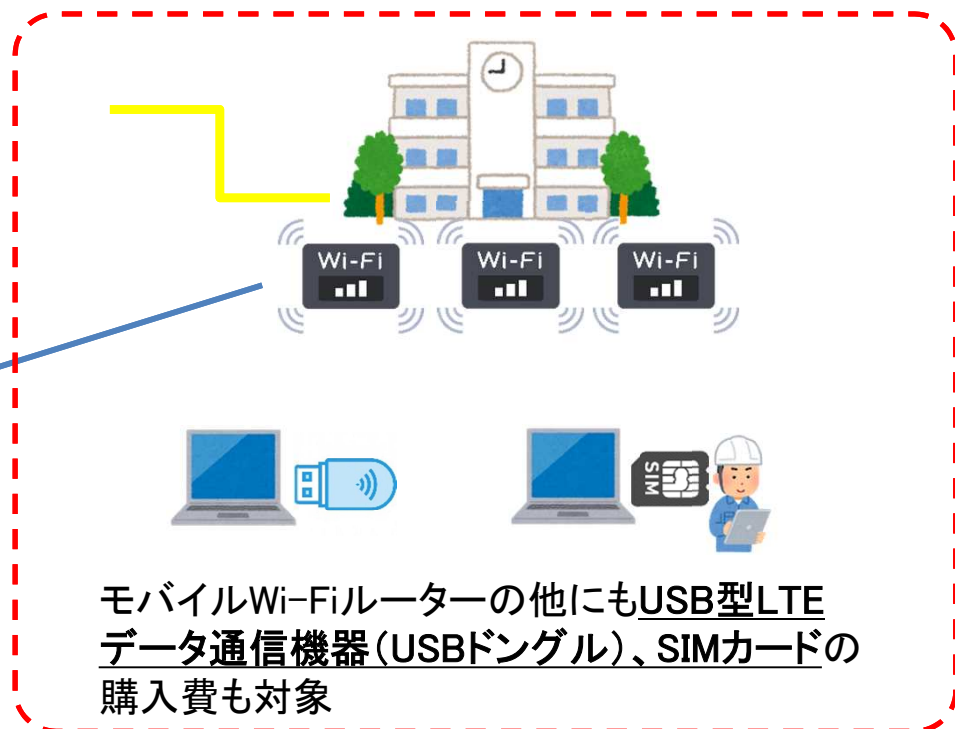 Wi-Fi Wi-Fi Wi-Fi
SIM
モバイルWi-Fiルーターの他にもUSB型LTE
データ通信機器(USBドングル)、SIMカードの
購入費も対象